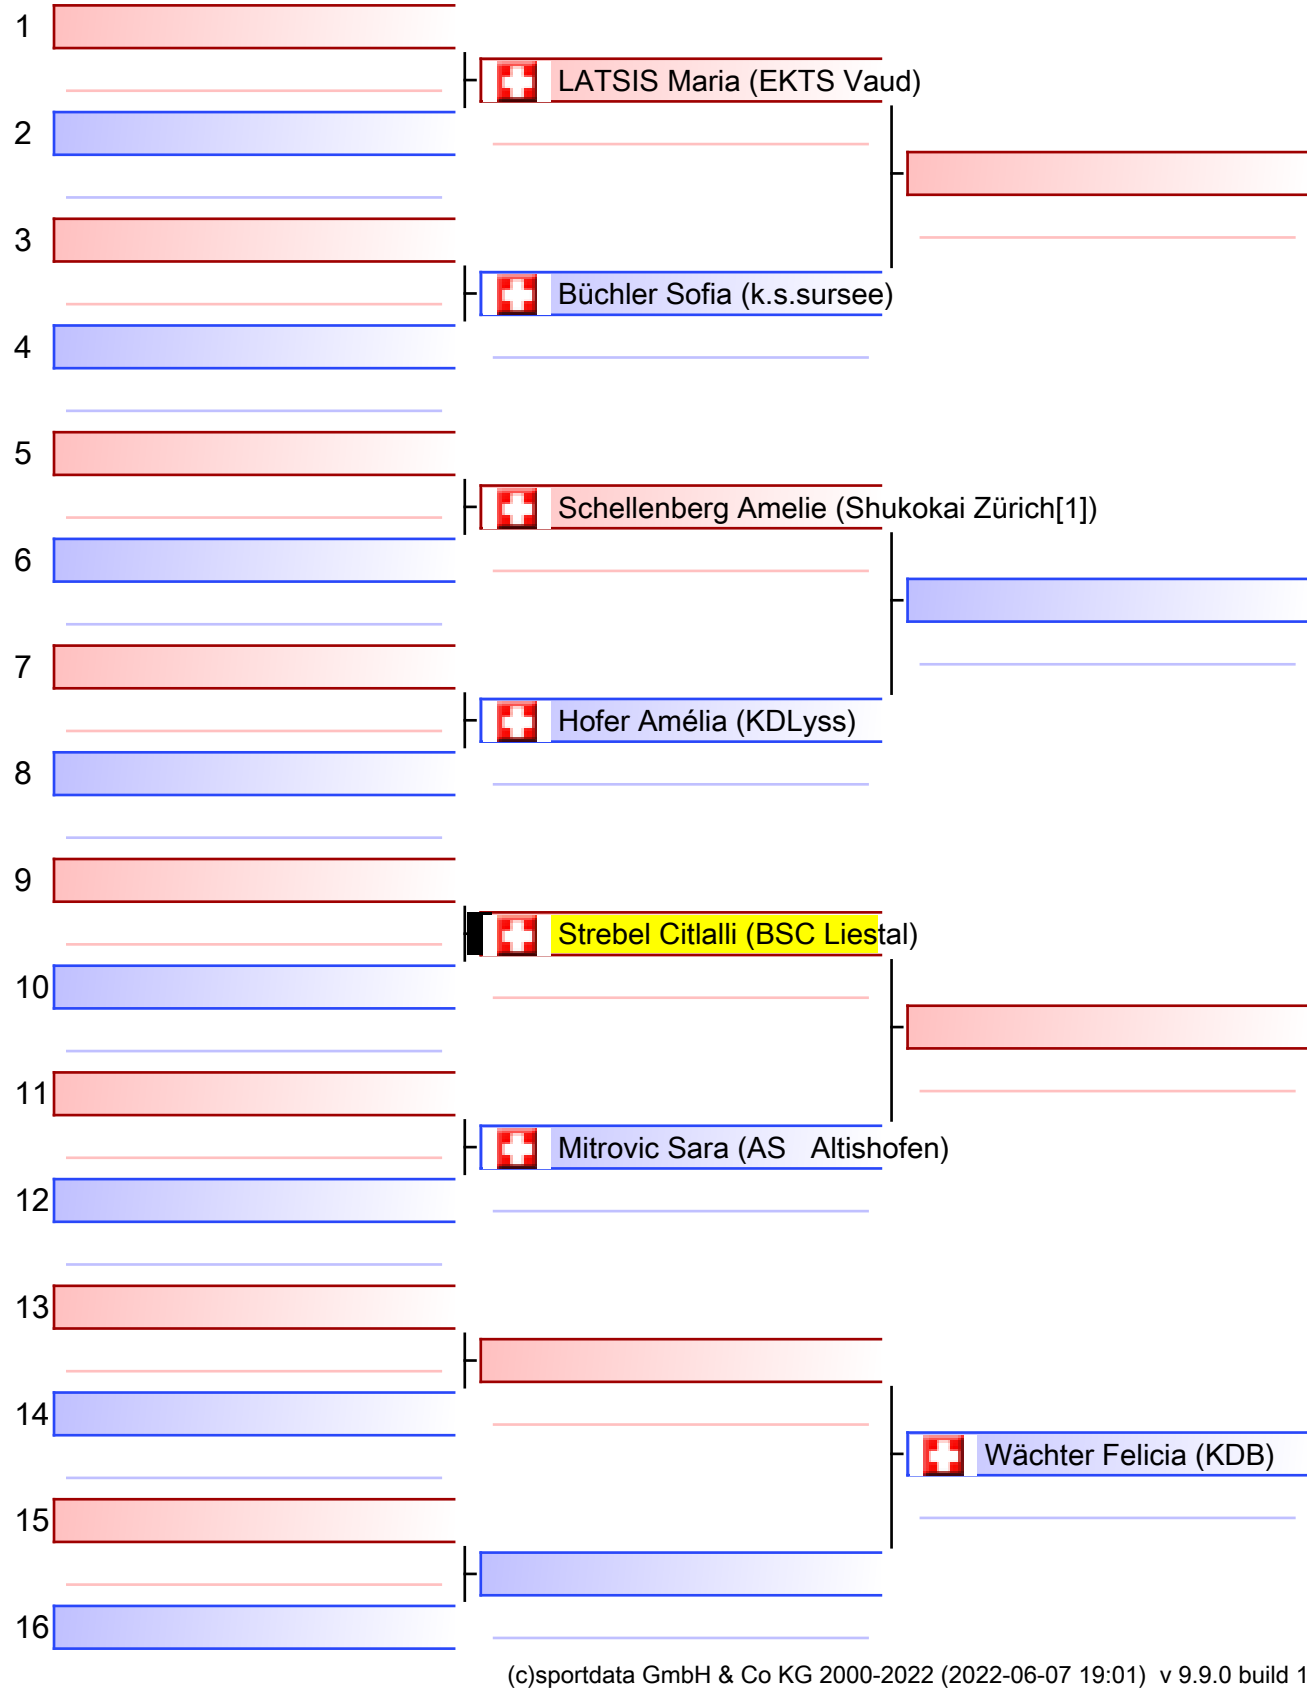 1
LATSIS Maria (EKTS Vaud)
2
3
Büchler Sofia (k.s.sursee)
4
5
Schellenberg Amelie (Shukokai Zürich[1])
6
7
Hofer Amélia (KDLyss)
8
9
Strebel Citlalli (BSC Liestal)
10
11
Mitrovic Sara (AS   Altishofen)
12
13
14
Wächter Felicia (KDB)
15
16
(c)sportdata GmbH & Co KG 2000-2022 (2022-06-07 19:01)  v 9.9.0 build 1